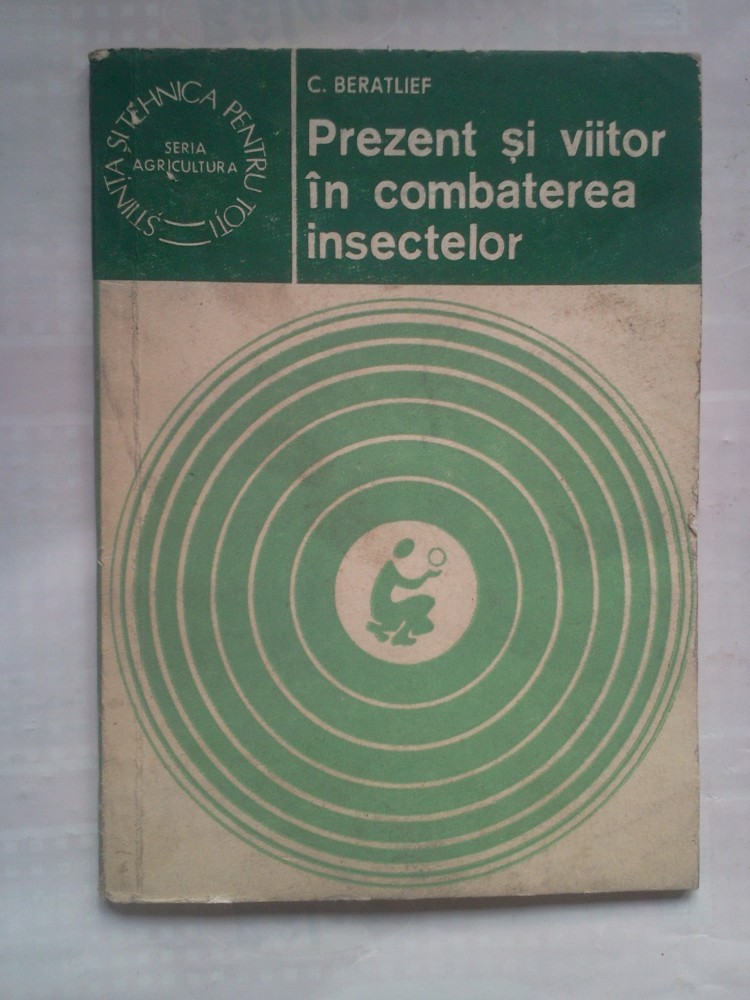 ȘTIINȚA ȘI TEHNICA PENTRU TOȚI
SERIA
AGRICULTURA
C. BERATLIEF
Prezent și viitor
în combaterea
insectelor